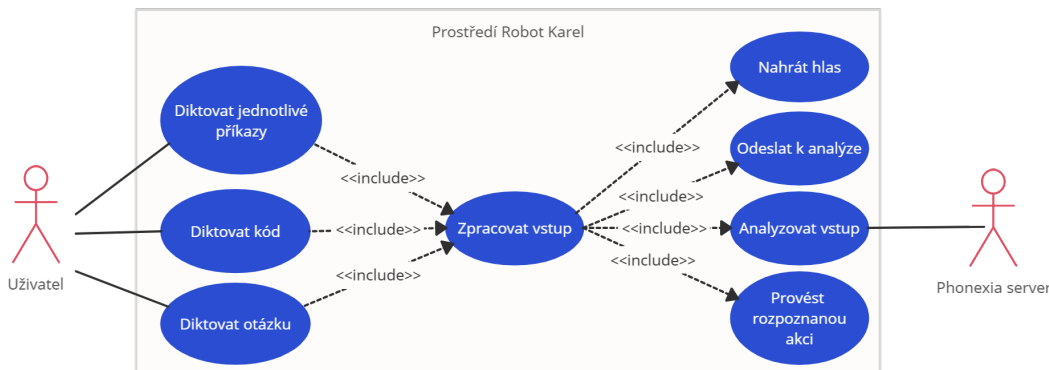 Prostředí Robot Karel
Diktovat jednotlivé
příkazy
Diktovat kód
Diktovat otázku
Uživatel
<<include>>
<<include>>
<<include>>
Zpracovat vstup
<<include>>
<<include>>
<<include>>
<<include>>
Nahrát hlas
Odeslat k analýze
Analyzovat vstup
Provést
rozpoznanou
akci
Phonexia server